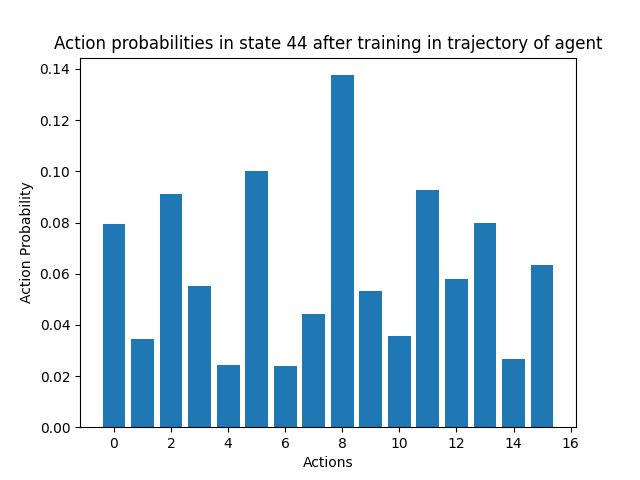 Action probabilities in state 44 after training in trajectory of agent
0.14
0.12
0.10
0.08
0.06
0.04
0.02
0.00
Action Probability
0 2 4 6 8 10 12 14 16
Actions